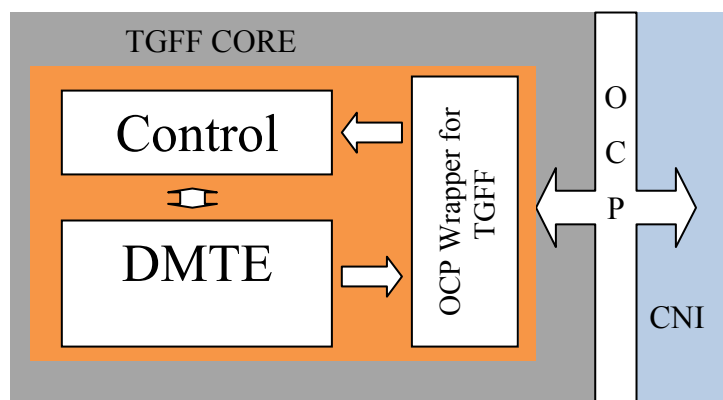 TGFF CORE
Control
DMTE
OCP Wrapper for
TGFF
O
C
P
CNI